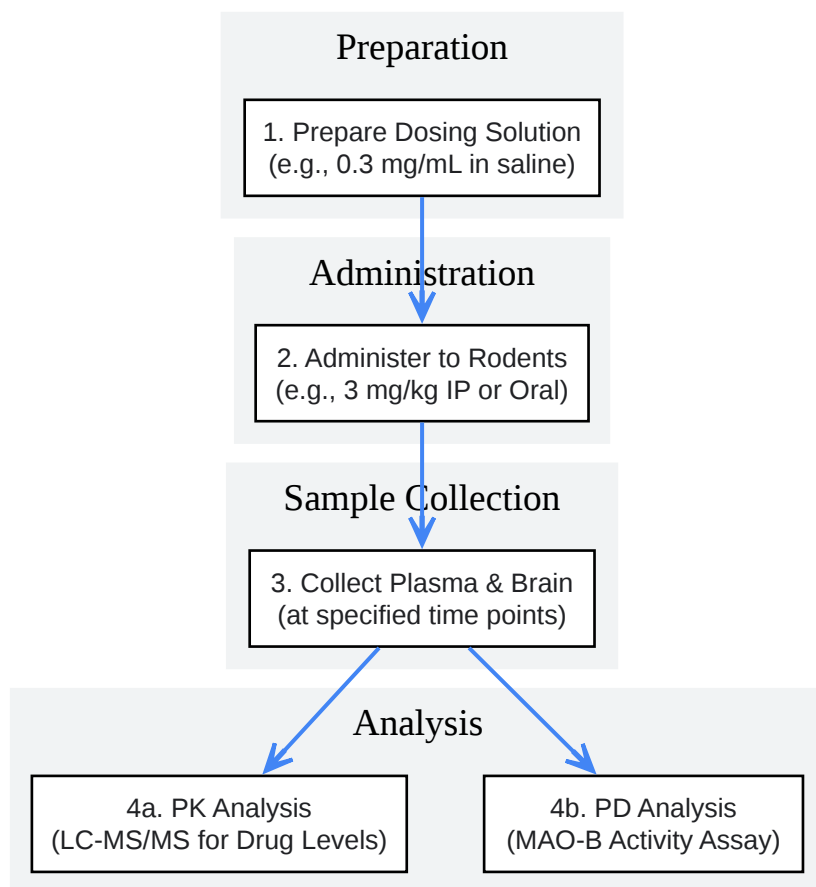 Preparation
1. Prepare Dosing Solution
(e.g., 0.3 mg/mL in saline)
Administration
2. Administer to Rodents
(e.g., 3 mg/kg IP or Oral)
Sample Collection
3. Collect Plasma & Brain
(at specified time points)
Analysis
4a. PK Analysis
(LC-MS/MS for Drug Levels)
4b. PD Analysis
(MAO-B Activity Assay)